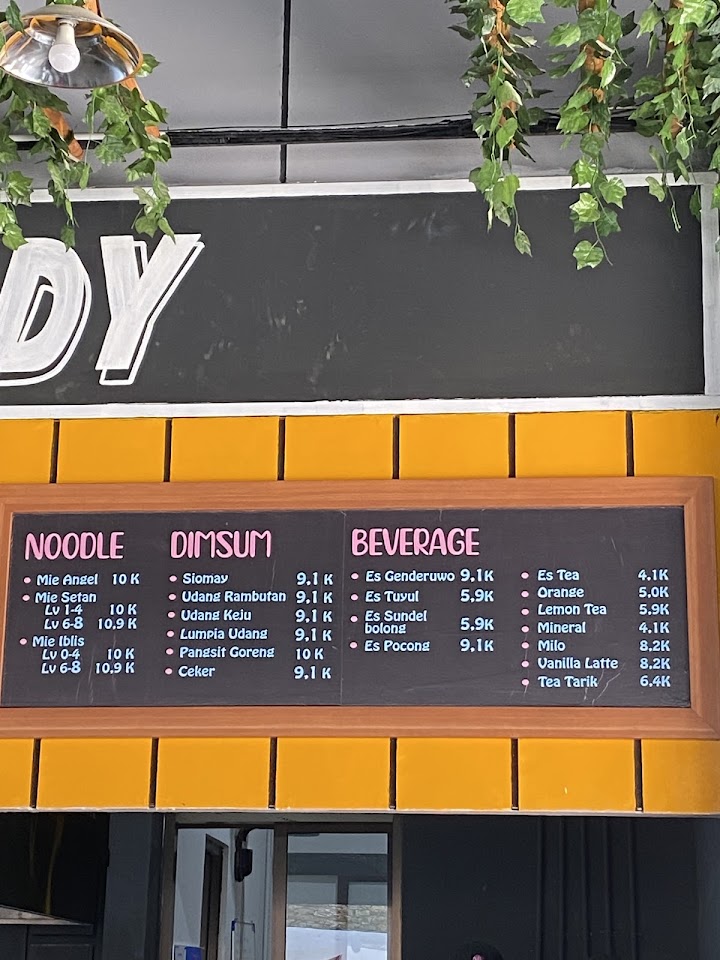 DY
NOODLE
Mie Angel 10 K
Mie Setan
Lv 1-4 10 K
Lv 6-8 10,9 K
Mie Iblis
Lv 0-4 10 K
Lv 6-8 10,9 K
DIMSUM
Siomay 9.1 K
Udang Rambutan 9.1 K
Udang Keju 9.1 K
Lumpia Udang 9.1 K
Pangsit Goreng 10 K
Ceker 9.1 K
BEVERAGE
Es Genderuwo 9.1K
Es Tuyul 5,9K
Es Sundel
bolong 5.9K
Es Pocong 9.1K
Es Tea 4.1K
Orange 5.0K
Lemon Tea 5.9K
Mineral 4.1K
Milo 8.2K
Vanilla Latte 8.2K
Tea Tarik 6.4K